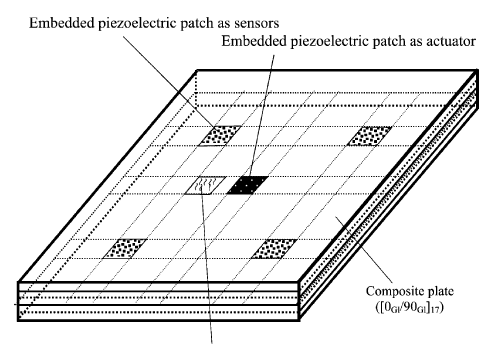 Embedded piezoelectric patch as sensors
Embedded piezoelectric patch as actuator
Composite plate
([0Gl/90Gl]17)